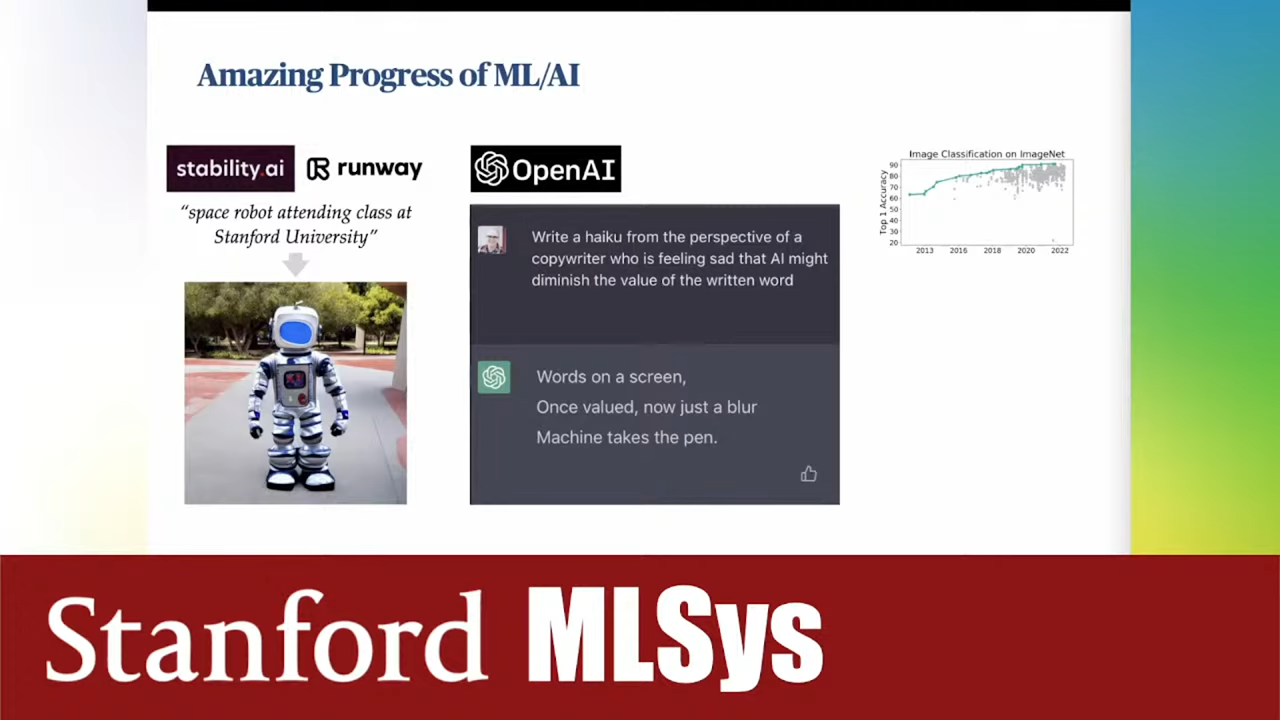 Amazing Progress of ML/AI
stability.ai
runway
"space robot attending class at
Stanford University"
OpenAI
Write a haiku from the perspective of a
copywriter who is feeling sad that AI might
diminish the value of the written word
Words on a screen,
Once valued, now just a blur
Machine takes the pen.
Image Classification on ImageNet
Top 1 Accuracy
90
80
70
60
50
40
30
20
2013
2016
2018
2020
2022
Stanford MLSys